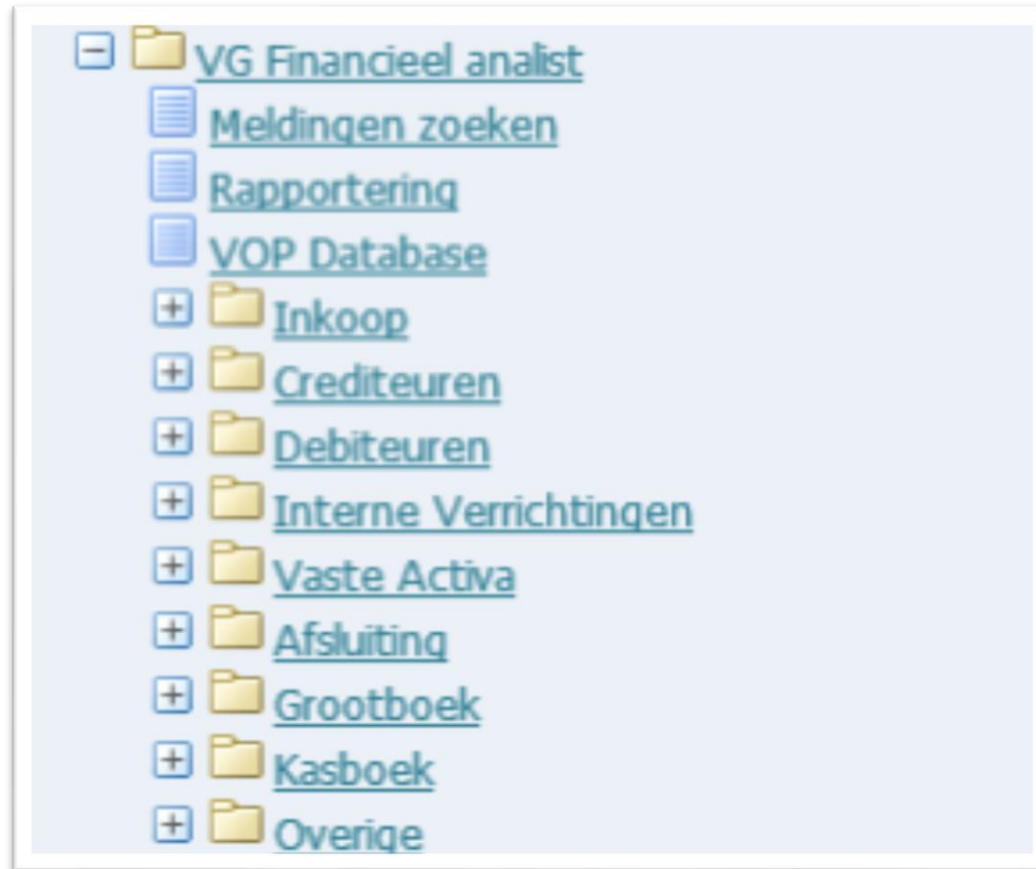 VG Financieel analist
Meldingen zoeken
Rapportering
VOP Database
Inkoop
Crediteuren
Debiteuren
Interne Verrichtingen
Vaste Activa
Afsluiting
Grootboek
Kasboek
Overige